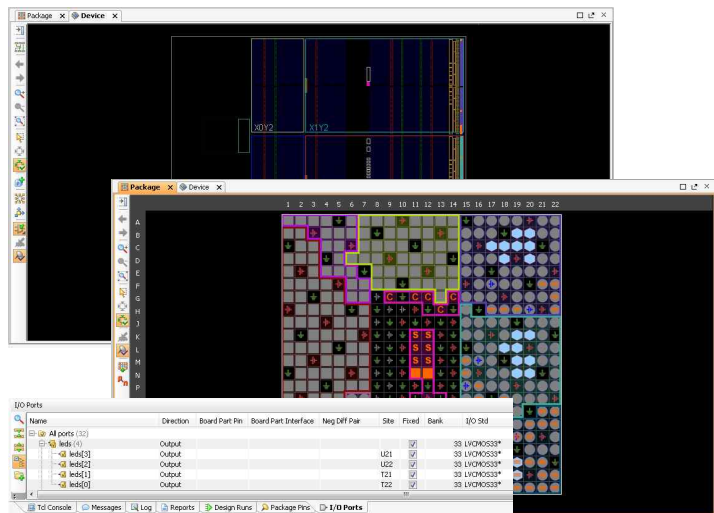 Package × Device ×
X0Y2 X1Y2
Package × Device ×
1 2 3 4 5 6 7 8 9 10 11 12 13 14 15 16 17 18 19 20 21 22
A
B
C
D
E
F
G C C C C
H C
J
K S S
L S S
M S S
N
P
I/O Ports
Name Direction Board Part Pin Board Part Interface Neg Diff Pair Site Fixed Bank I/O Std
All ports (32)
leds (4) Output 33 LVCMOS33*
leds[3] Output U21 33 LVCMOS33*
leds[2] Output U22 33 LVCMOS33*
leds[1] Output T21 33 LVCMOS33*
leds[0] Output T22 33 LVCMOS33*
Tcl Console Messages Log Reports Design Runs Package Pins I/O Ports